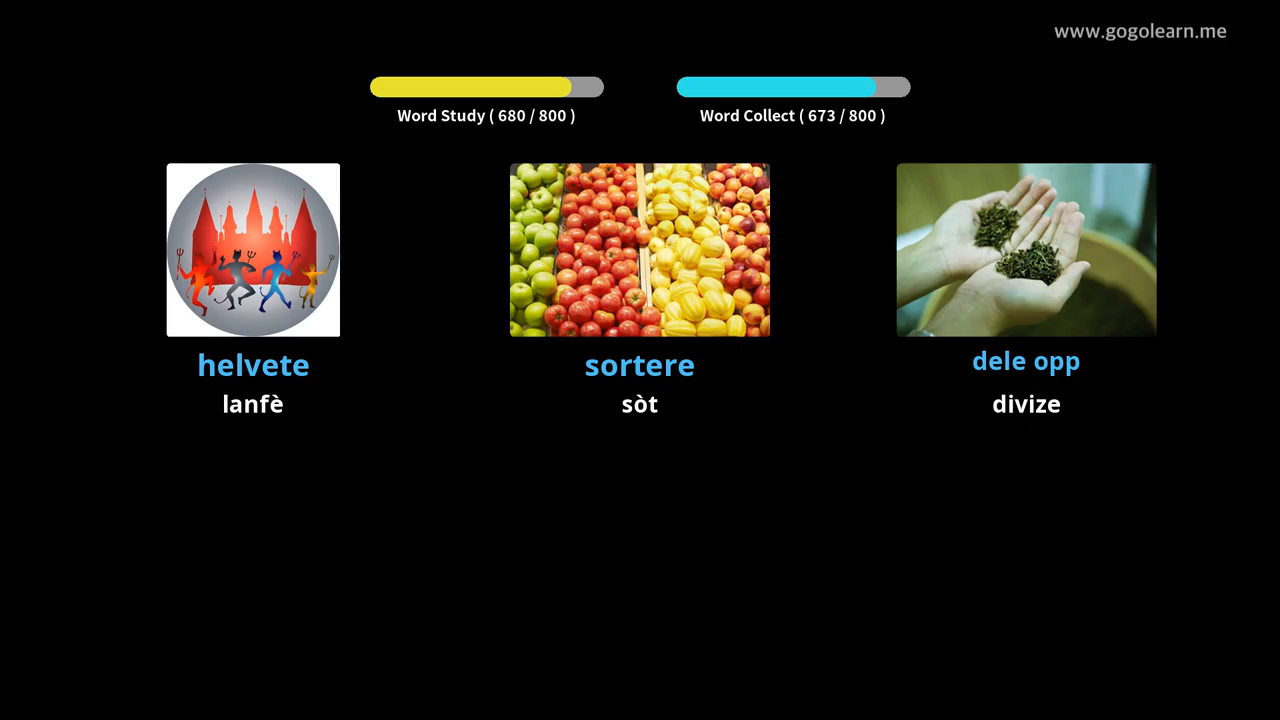 www.gogolearn.me
Word Study ( 680 / 800 )
Word Collect ( 673 / 800 )
helvete
lanfè
sortere
sòt
dele opp
divize